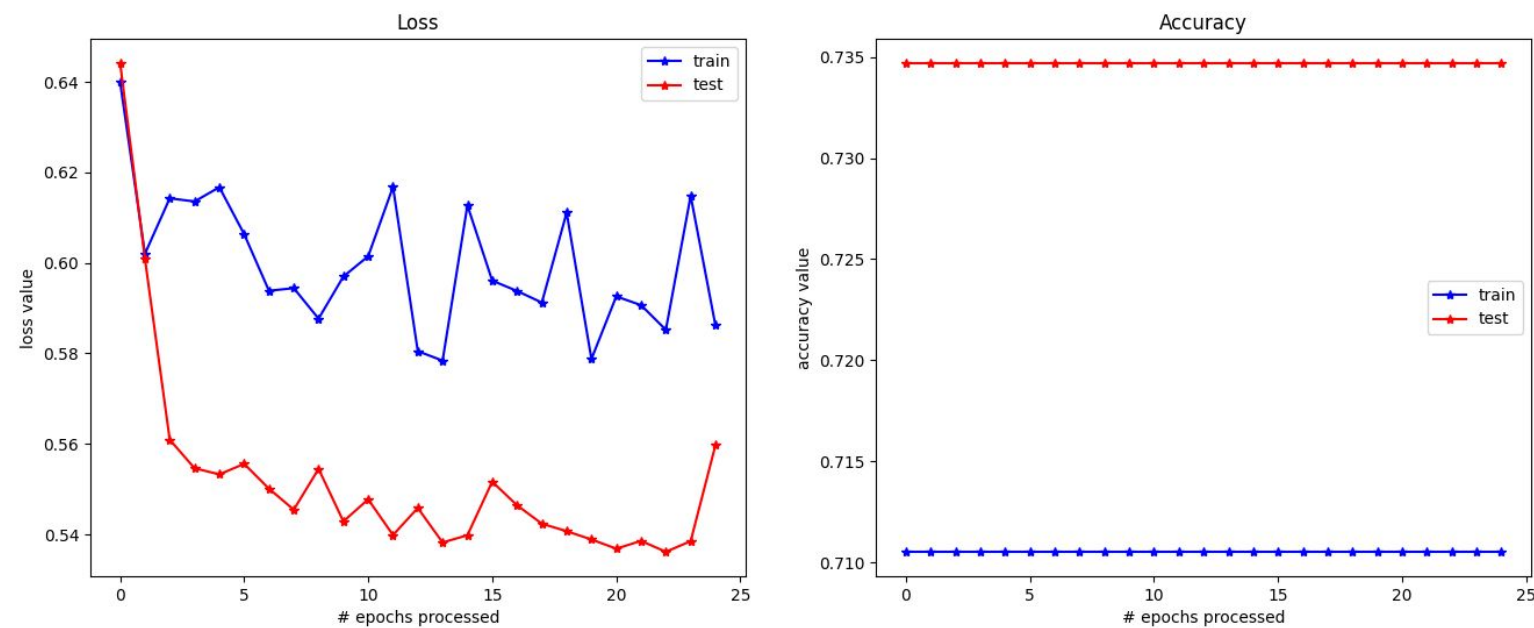 Loss
loss value
0.64
0.62
0.60
0.58
0.56
0.54
0 5 10 15 20 25
# epochs processed
train
test
Accuracy
accuracy value
0.735
0.730
0.725
0.720
0.715
0.710
0 5 10 15 20 25
# epochs processed
train
test